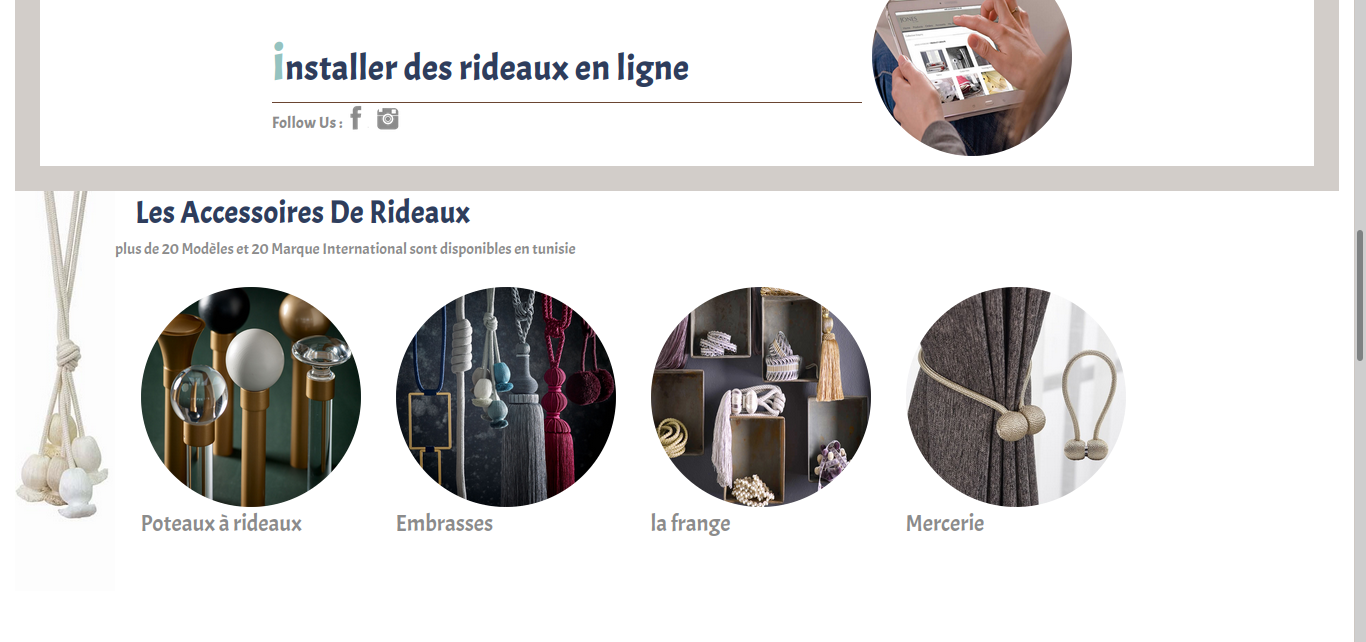 installer des rideaux en ligne
Follow Us :
Les Accessoires De Rideaux
plus de 20 Modèles et 20 Marque International sont disponibles en tunisie
Poteaux à rideaux
Embrasses
la frange
Mercerie